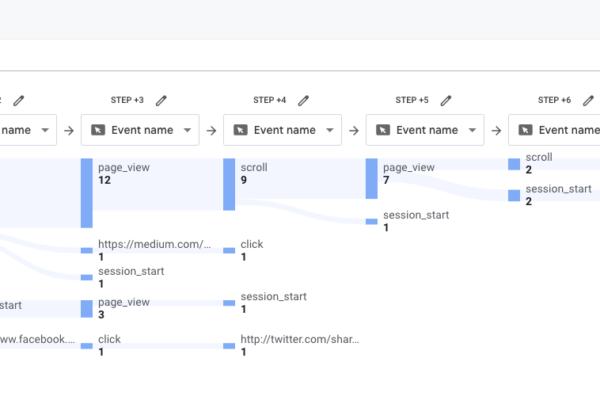 2
STEP +3
STEP +4
STEP +5
STEP +6
name
Event name
Event name
Event name
Event name
page_view
12
scroll
9
page_view
7
scroll
2
session_start
2
session_start
1
https://medium.com/...
1
click
1
session_start
1
start
page_view
3
session_start
1
ww.facebook....
click
1
http://twitter.com/shar...
1